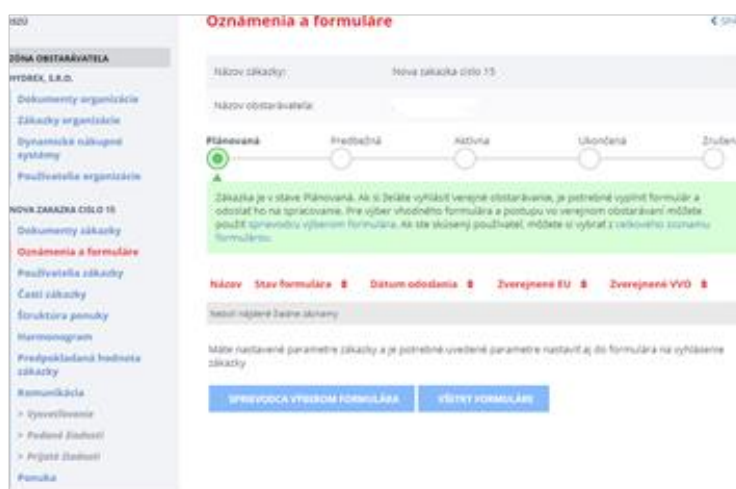 Oznámenia a formuláre
ZÓNA OBSTARÁVATEĽA
HYDREX, S.R.O.
Dokumenty organizácie
Zákazky organizácie
Dynamické nákupné
systémy
Používatelia organizácie
NOVA ZAKAZKA CISLO 15
Dokumenty zákazky
Oznámenia a formuláre
Používatelia zákazky
Časti zákazky
Štruktúra ponuky
Harmonogram
Predpokladaná hodnota
zákazky
Komunikácia
> Vysvetľovanie
> Podané žiadosti
> Prijaté žiadosti
Ponuka
Názov zákazky: Nova zakazka cislo 15
Názov obstarávateľa:
Plánovaná Predbežná Aktívna Ukončená Zrušen
Zákazka je v stave Plánovaná. Ak si želáte vyhlásiť verejné obstarávanie, je potrebné vyplniť formulár a
odoslať ho na spracovanie. Pre výber vhodného formulára a postupu vo verejnom obstarávaní môžete
použiť sprievodcu výberom formulára. Ak ste skúsený používateľ, môžete si vybrať z celkového zoznamu
formulárov.
Názov Stav formulára Dátum odoslania Zverejnené EU Zverejnené VVO
Neboli nájdené žiadne záznamy
Máte nastavené parametre zákazky a je potrebné uvedené parametre nastaviť aj do formulára na vyhlásenie
zákazky
SPRIEVODCA VÝBEROM FORMULÁRA VŠETKY FORMULÁRE